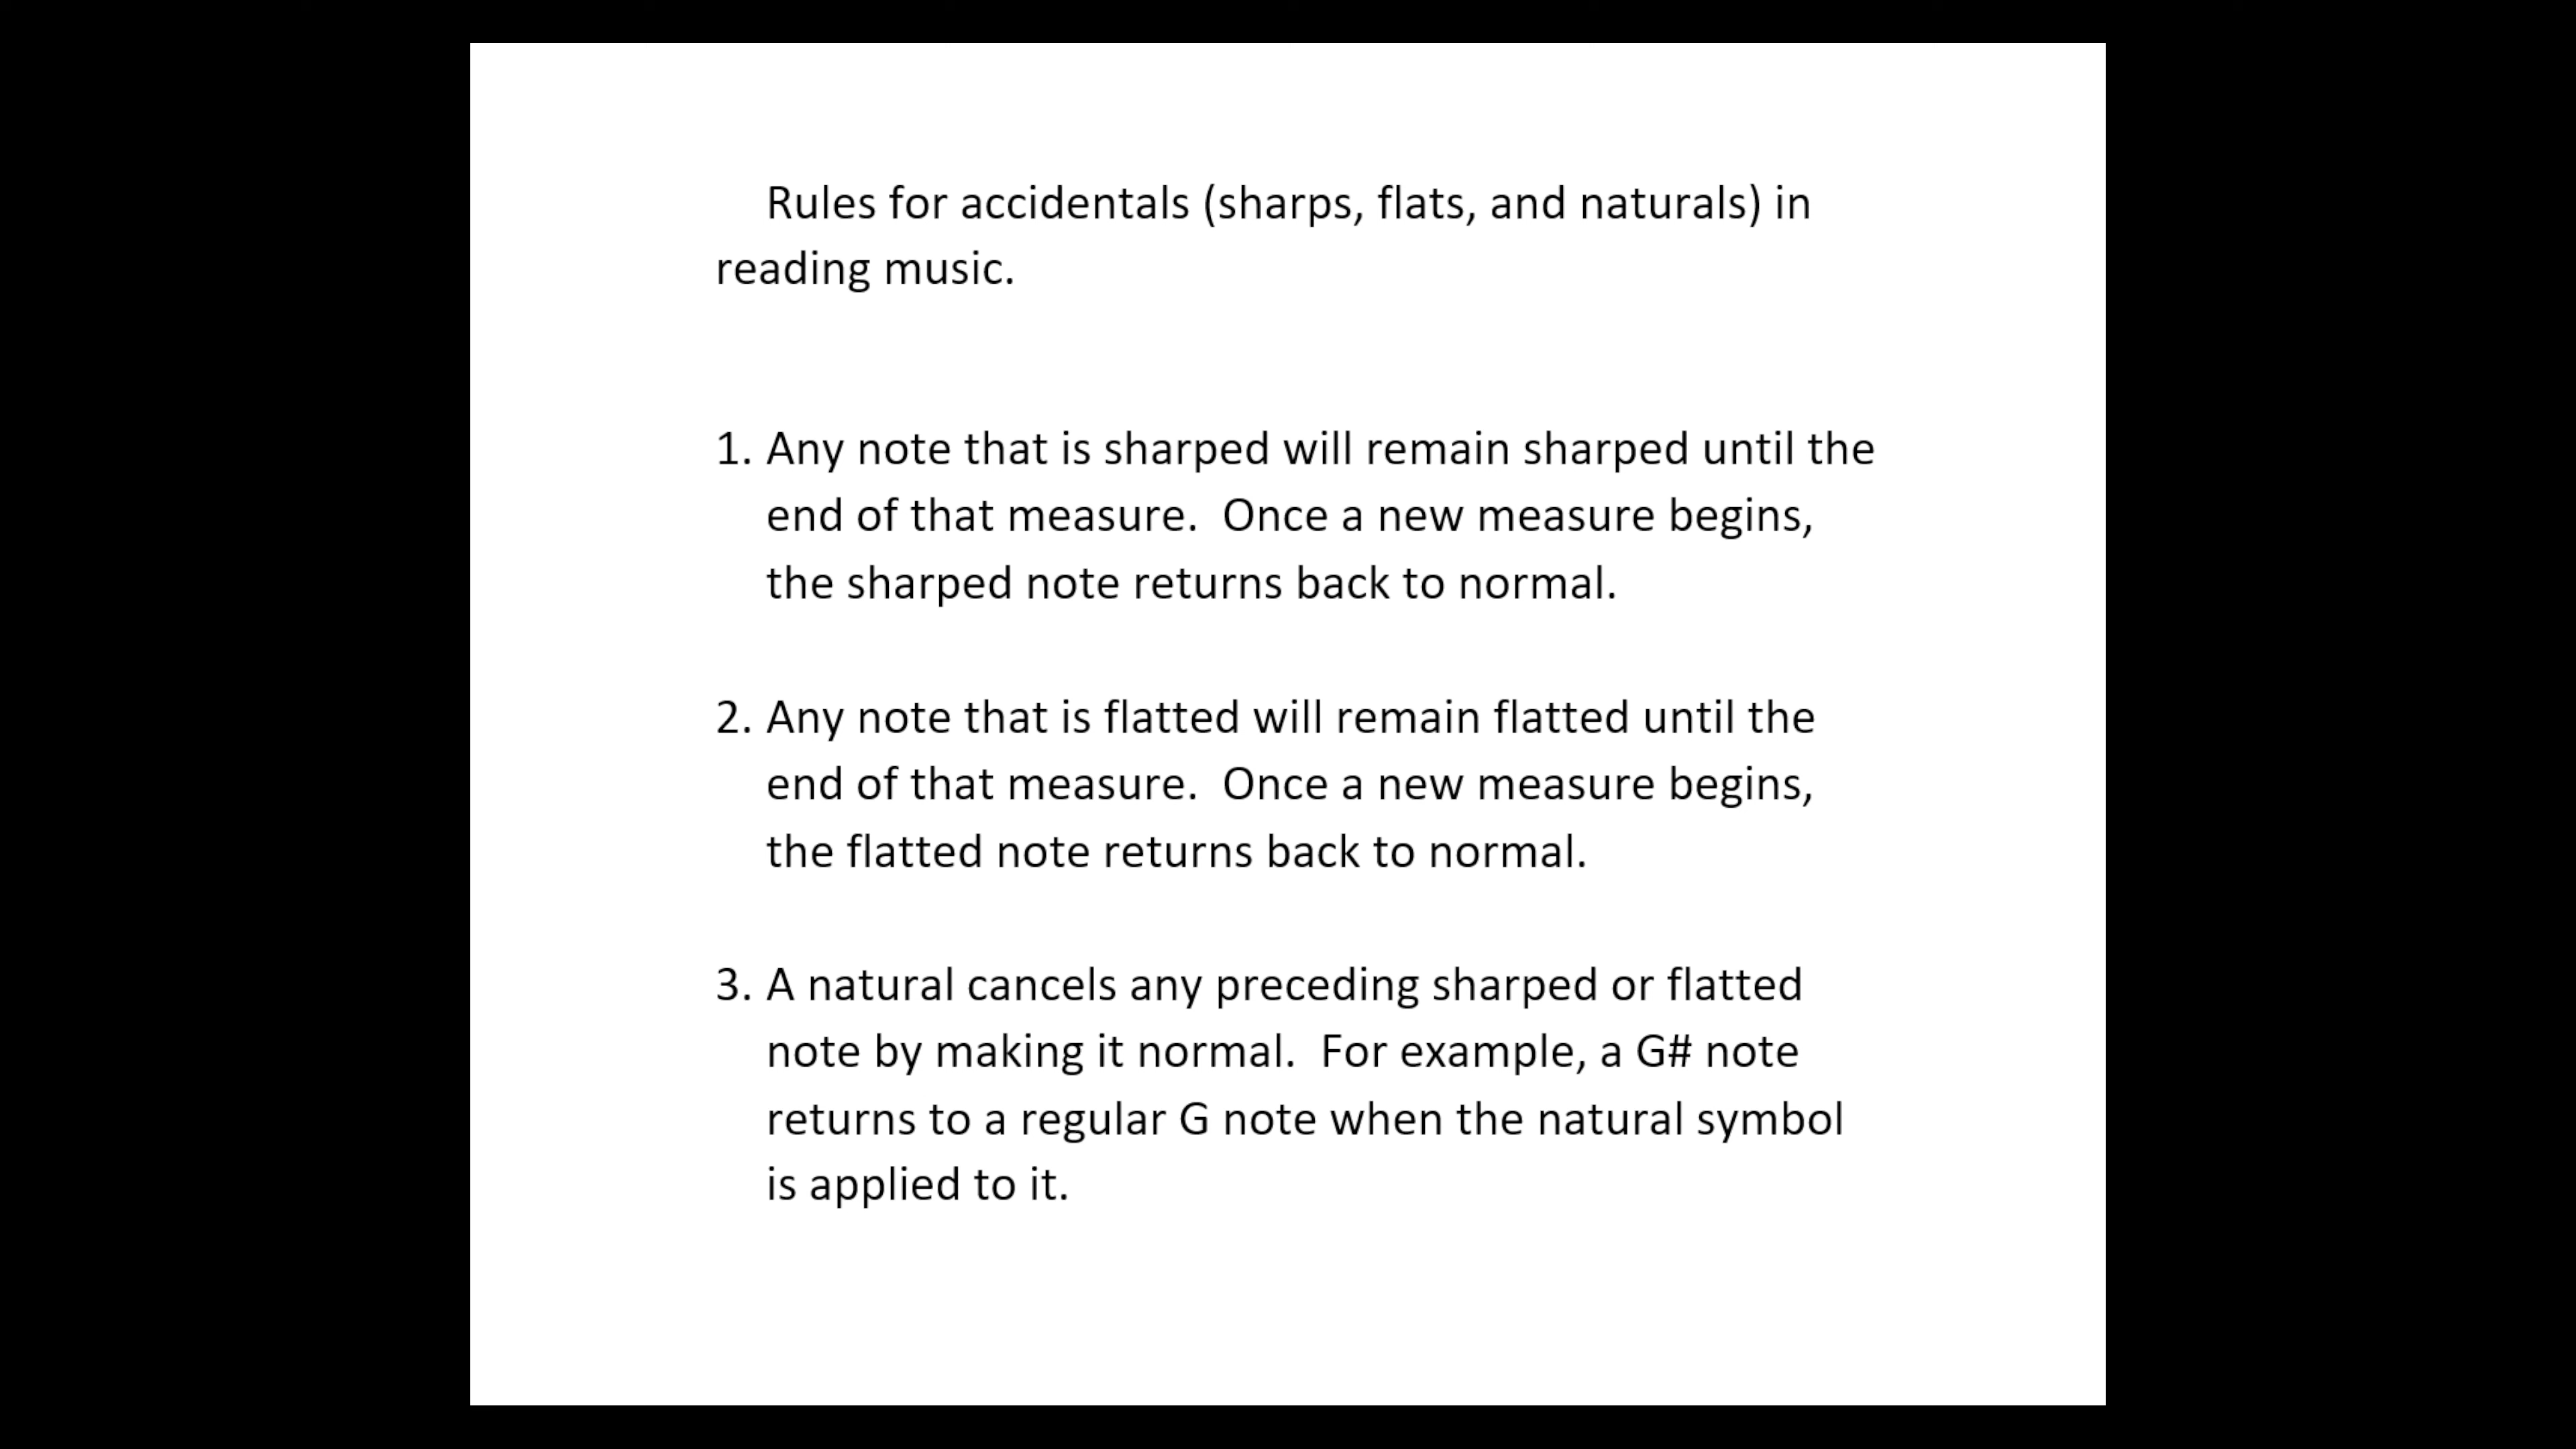 Rules for accidentals (sharps, flats, and naturals) in
reading music.
1. Any note that is sharped will remain sharped until the
end of that measure.  Once a new measure begins,
the sharped note returns back to normal.
2. Any note that is flatted will remain flatted until the
end of that measure.  Once a new measure begins,
the flatted note returns back to normal.
3. A natural cancels any preceding sharped or flatted
note by making it normal.  For example, a G# note
returns to a regular G note when the natural symbol
is applied to it.